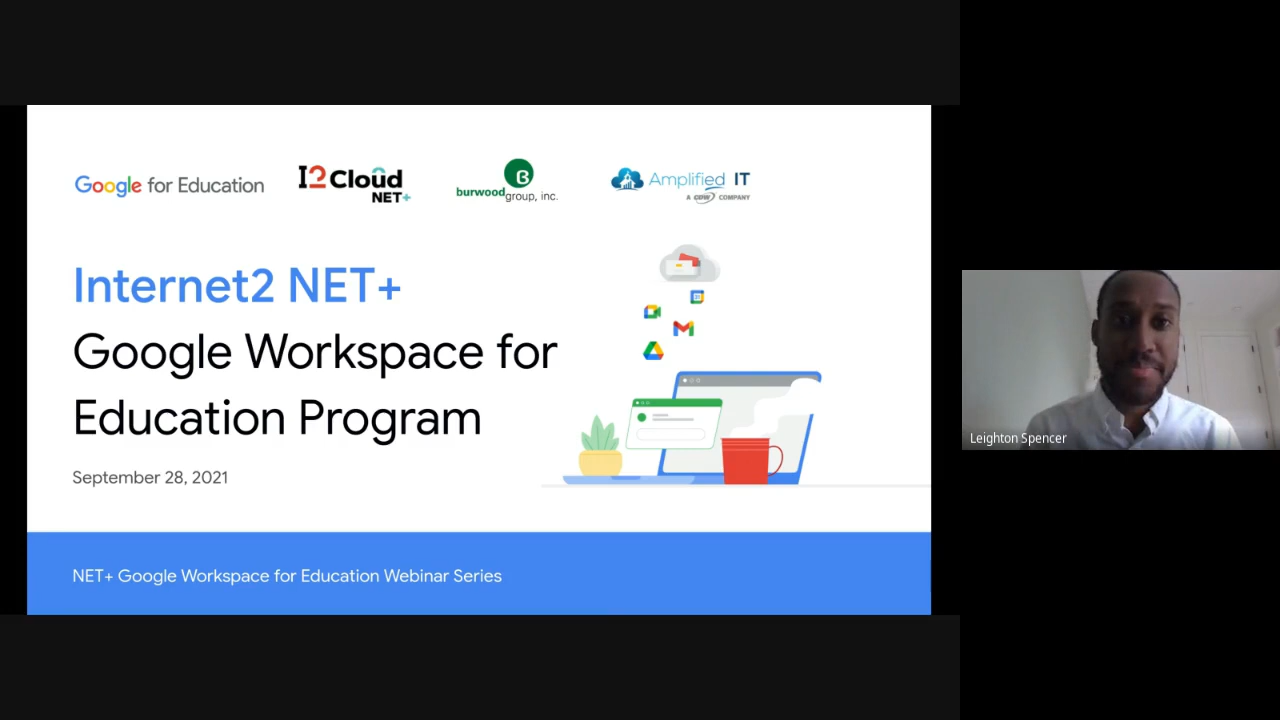 Google for Education
I2 Cloud
NET+
burwood group, inc.
B
Amplified IT
A CDW COMPANY
Internet2 NET+
Google Workspace for
Education Program
September 28, 2021
NET+ Google Workspace for Education Webinar Series
Leighton Spencer